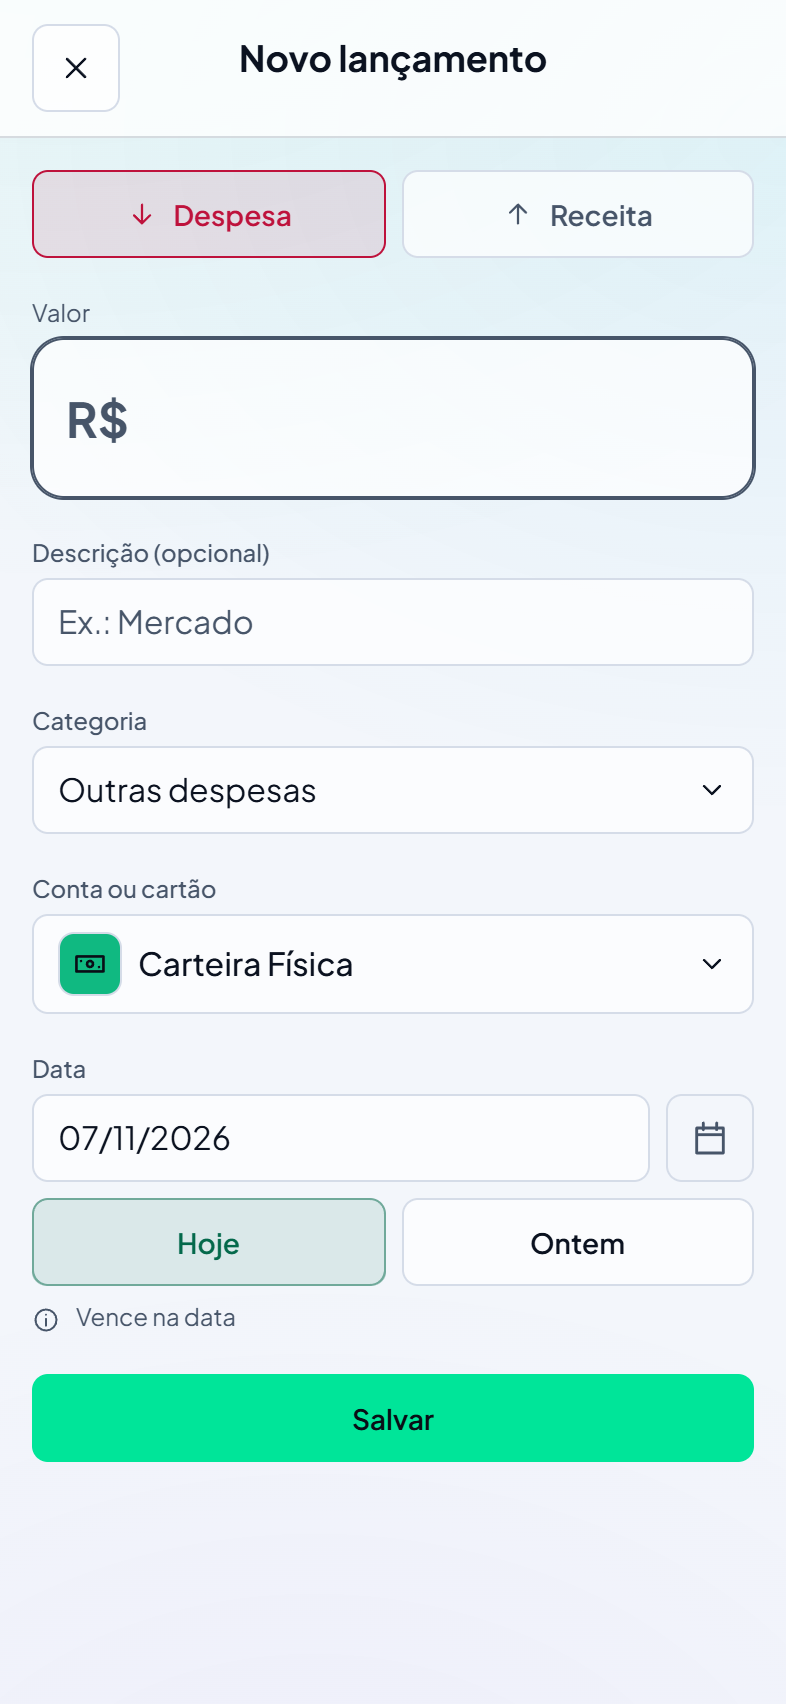 Novo lançamento
Despesa
Receita
Valor
R$
Descrição (opcional)
Ex.: Mercado
Categoria
Outras despesas
Conta ou cartão
Carteira Física
Data
07/11/2026
Hoje
Ontem
Vence na data
Salvar